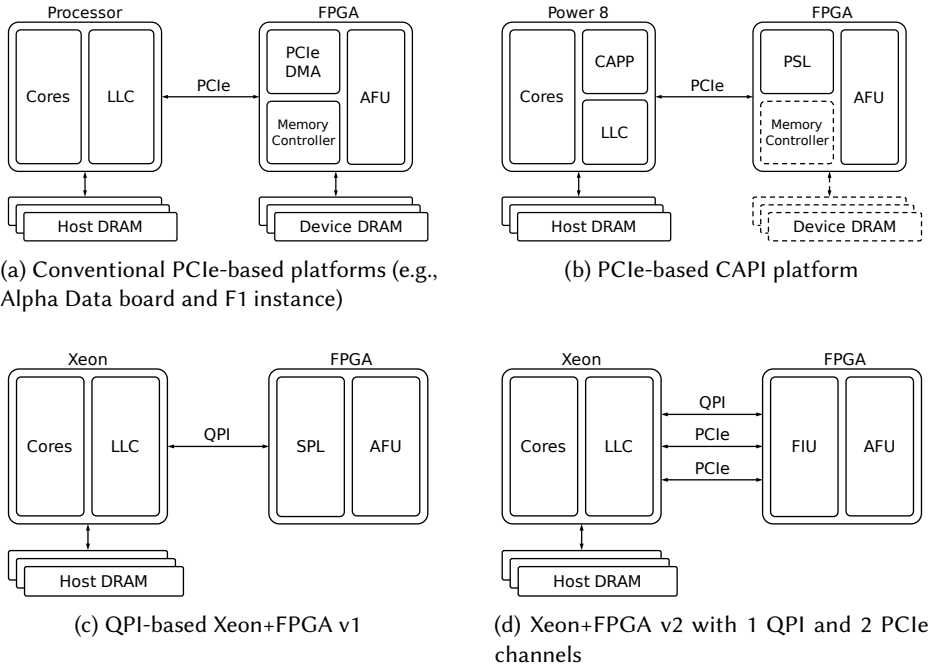 Processor
FPGA
Cores
LLC
PCIe
PCIe
DMA
Memory
Controller
AFU
Host DRAM
Device DRAM
(a) Conventional PCIe-based platforms (e.g.,
Alpha Data board and F1 instance)
Power 8
FPGA
Cores
CAPP
LLC
PCIe
PSL
Memory
Controller
AFU
Host DRAM
Device DRAM
(b) PCIe-based CAPI platform
Xeon
FPGA
Cores
LLC
QPI
SPL
AFU
Host DRAM
(c) QPI-based Xeon+FPGA v1
Xeon
FPGA
Cores
LLC
QPI
PCIe
PCIe
FIU
AFU
Host DRAM
(d) Xeon+FPGA v2 with 1 QPI and 2 PCIe
channels